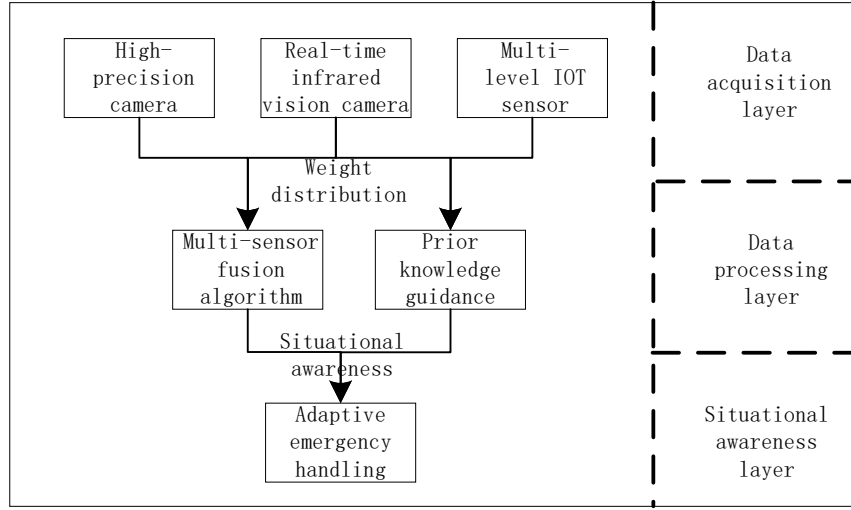 High-
precision
camera
Real-time
infrared
vision camera
Multi-
level IOT
sensor
Data
acquisition
layer
Weight
distribution
Multi-sensor
fusion
algorithm
Prior
knowledge
guidance
Data
processing
layer
Situational
awareness
Adaptive
emergency
handling
Situational
awareness
layer